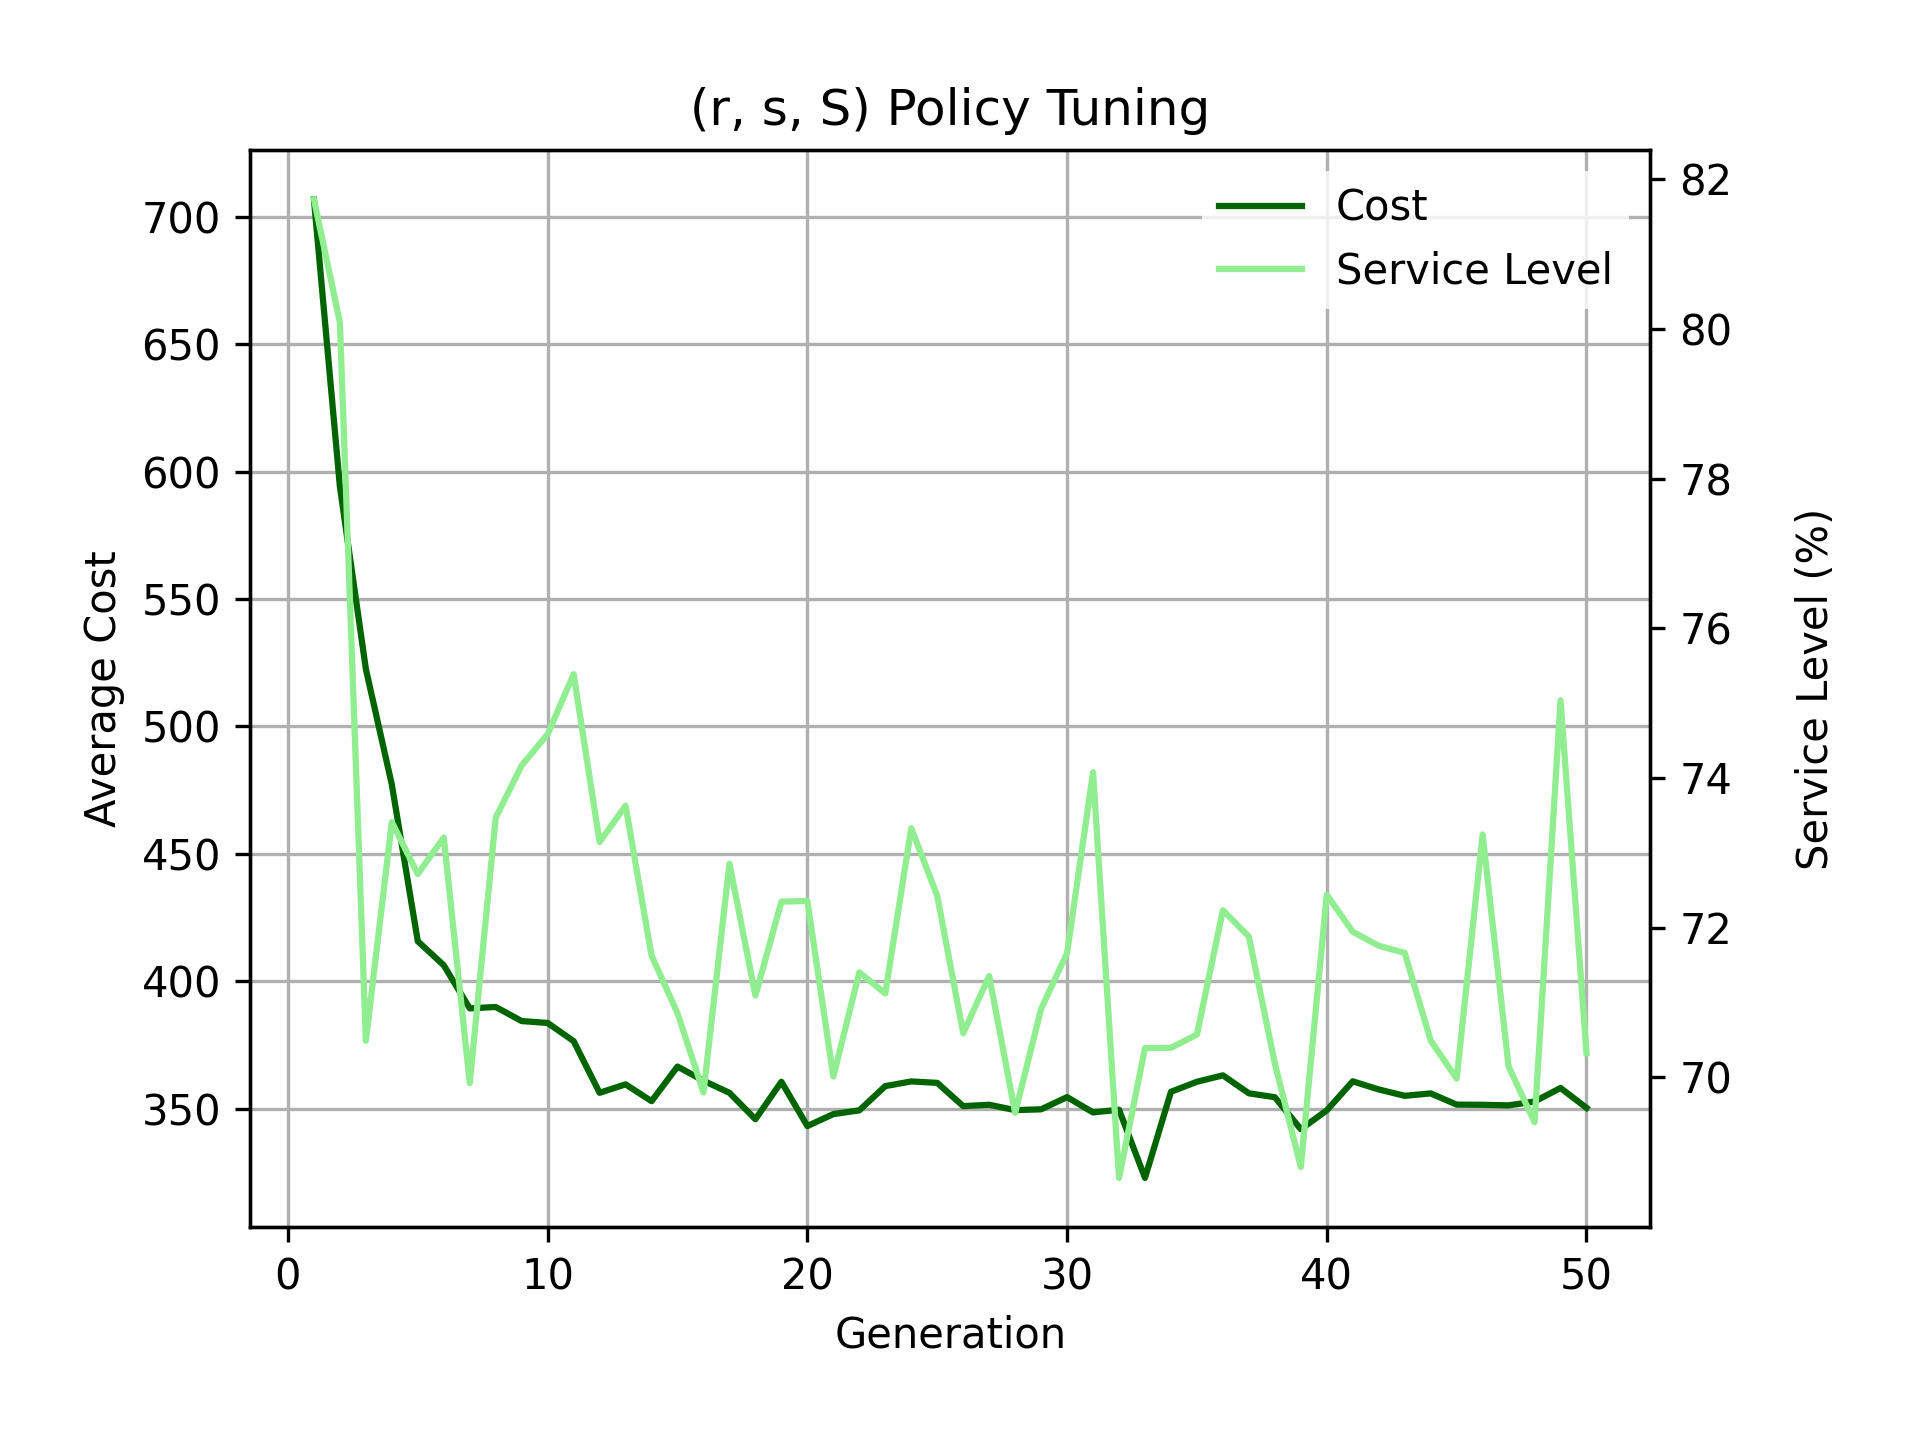 (r, s, S) Policy Tuning
Cost
Service Level
Average Cost
700
650
600
550
500
450
400
350
82
80
78
76
74
72
70
Service Level (%)
0 10 20 30 40 50
Generation